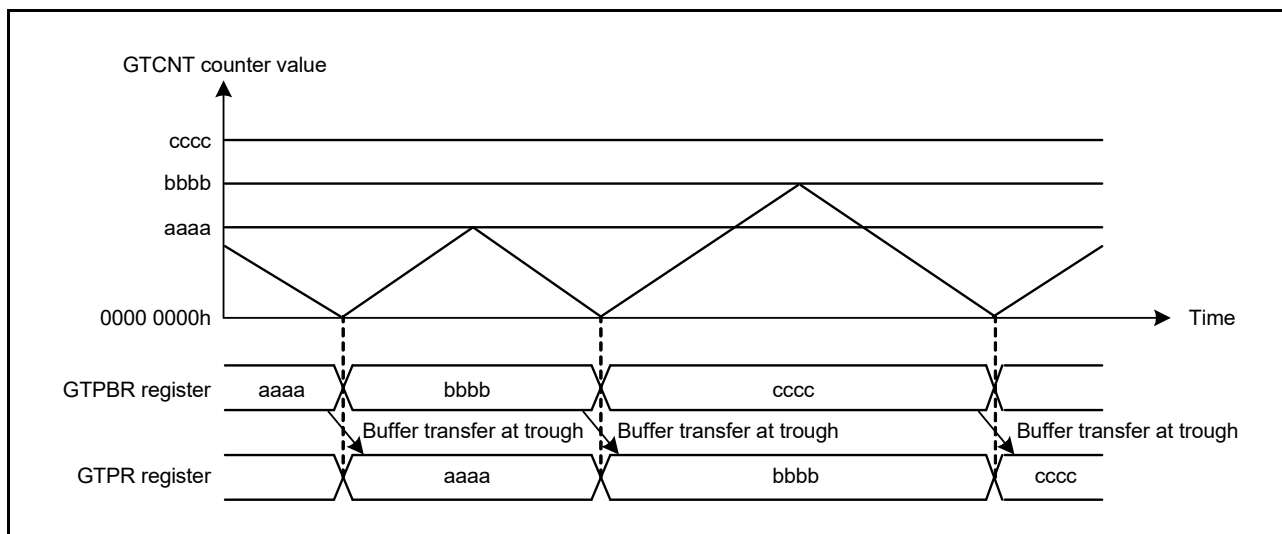 GTCNT counter value
cccc
bbbb
aaaa
0000 0000h
Time
GTPBR register aaaa bbbb cccc
Buffer transfer at trough Buffer transfer at trough Buffer transfer at trough
GTPR register aaaa bbbb cccc